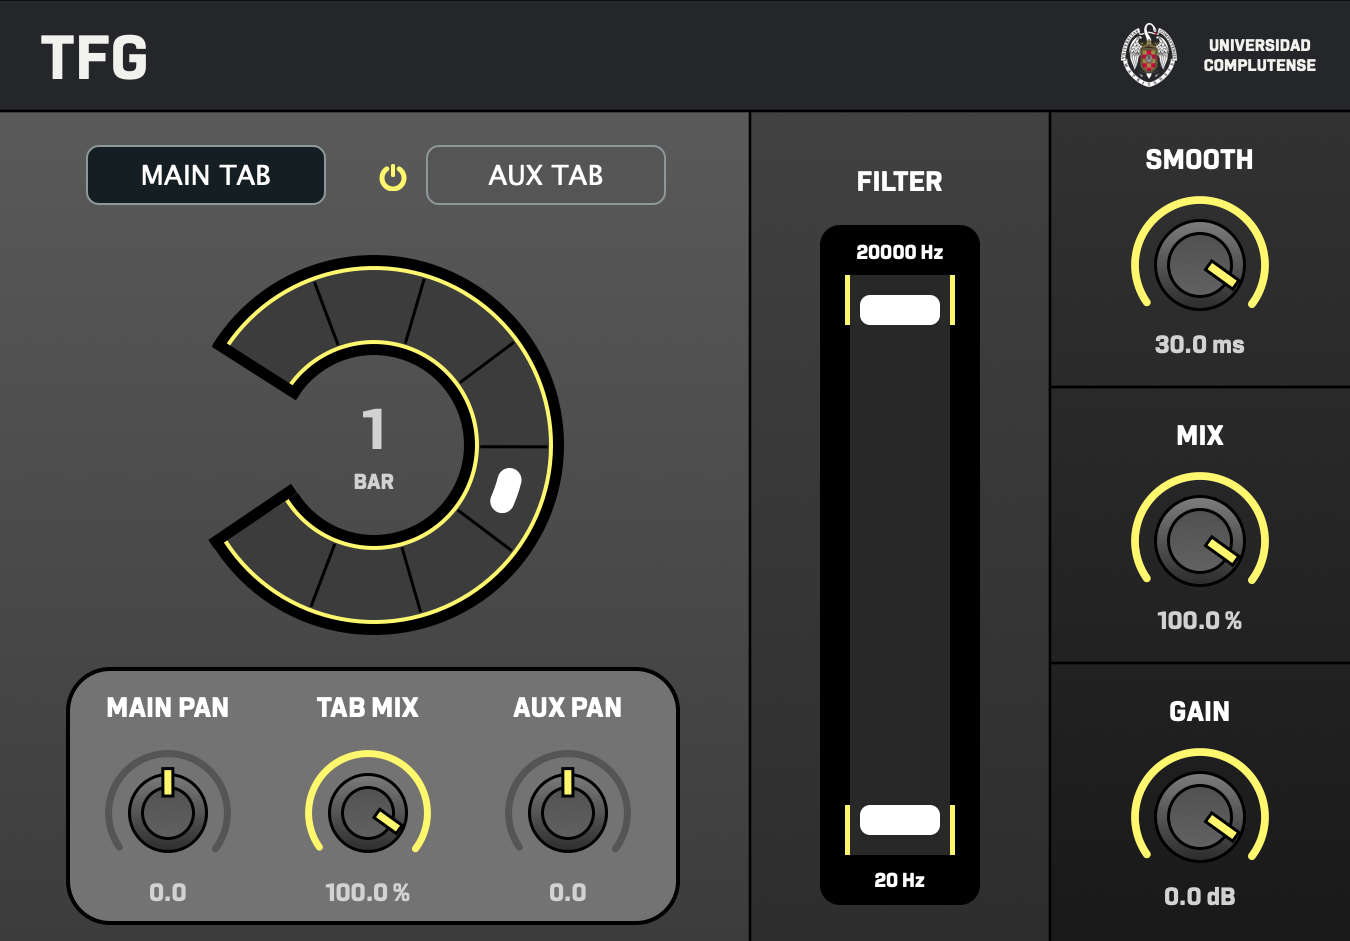 TFG
UNIVERSIDAD
COMPLUTENSE
MAIN TAB
AUX TAB
1
BAR
MAIN PAN
TAB MIX
AUX PAN
0.0
100.0 %
0.0
FILTER
20000 Hz
20 Hz
SMOOTH
30.0 ms
MIX
100.0 %
GAIN
0.0 dB